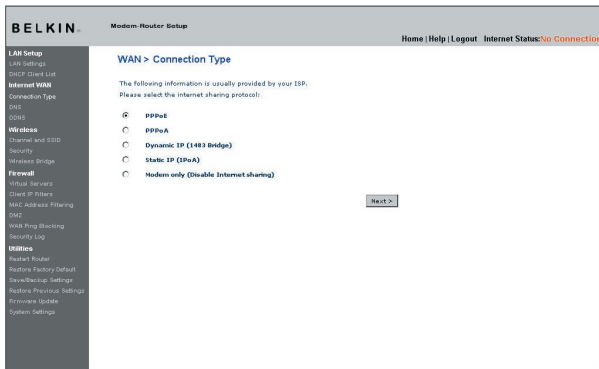 BELKIN
Modem-Router Setup
Home | Help | Logout Internet Status:No Connection
LAN Setup
LAN Settings
DHCP Client List
Internet WAN
Connection Type
DNS
DDNS
Wireless
Channel and SSID
Security
Wireless Bridge
Firewall
Virtual Servers
Client IP Filters
MAC Address Filtering
DMZ
WAN Ping Blocking
Security Log
Utilities
Restart Router
Restore Factory Default
Save/Backup Settings
Restore Previous Settings
Firmware Update
System Settings
WAN > Connection Type
The following information is usually provided by your ISP.
Please select the internet sharing protocol:
PPPoE
PPPoA
Dynamic IP (1483 Bridge)
Static IP (IPoA)
Modem only (Disable Internet sharing)
Next >